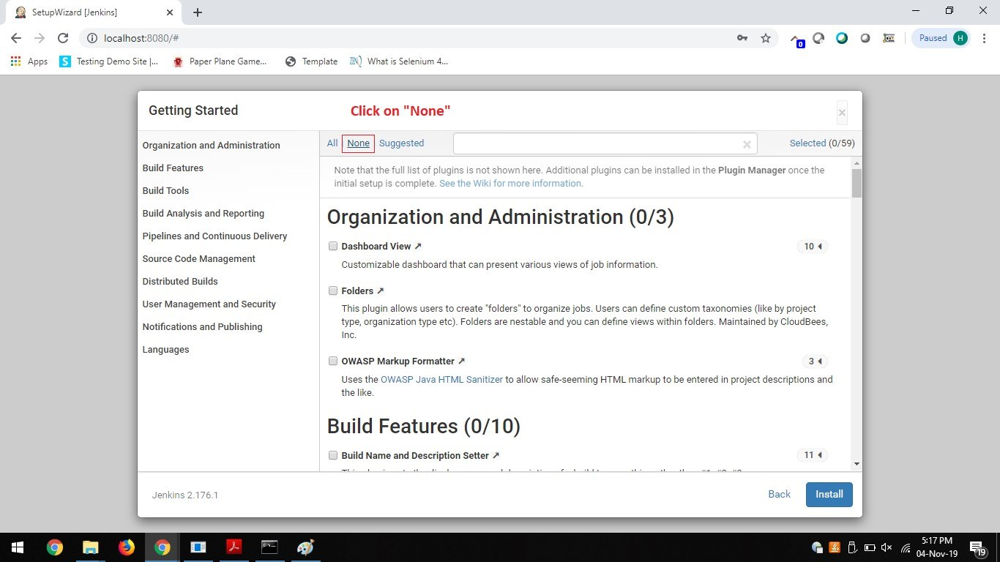 SetupWizard [Jenkins]
localhost:8080/#
0
Paused H
Apps
Testing Demo Site |...
Paper Plane Game...
Template
What is Selenium 4...
Getting Started
Click on "None"
Organization and Administration
Build Features
Build Tools
Build Analysis and Reporting
Pipelines and Continuous Delivery
Source Code Management
Distributed Builds
User Management and Security
Notifications and Publishing
Languages
All None Suggested
Selected (0/59)
Note that the full list of plugins is not shown here. Additional plugins can be installed in the Plugin Manager once the
initial setup is complete. See the Wiki for more information.
Organization and Administration (0/3)
Dashboard View 10
Customizable dashboard that can present various views of job information.
Folders
This plugin allows users to create "folders" to organize jobs. Users can define custom taxonomies (like by project
type, organization type etc). Folders are nestable and you can define views within folders. Maintained by CloudBees,
Inc.
OWASP Markup Formatter 3
Uses the OWASP Java HTML Sanitizer to allow safe-seeming HTML markup to be entered in project descriptions and
the like.
Build Features (0/10)
Build Name and Description Setter 11
Jenkins 2.176.1
Back
Install
5:17 PM
04-Nov-19
19